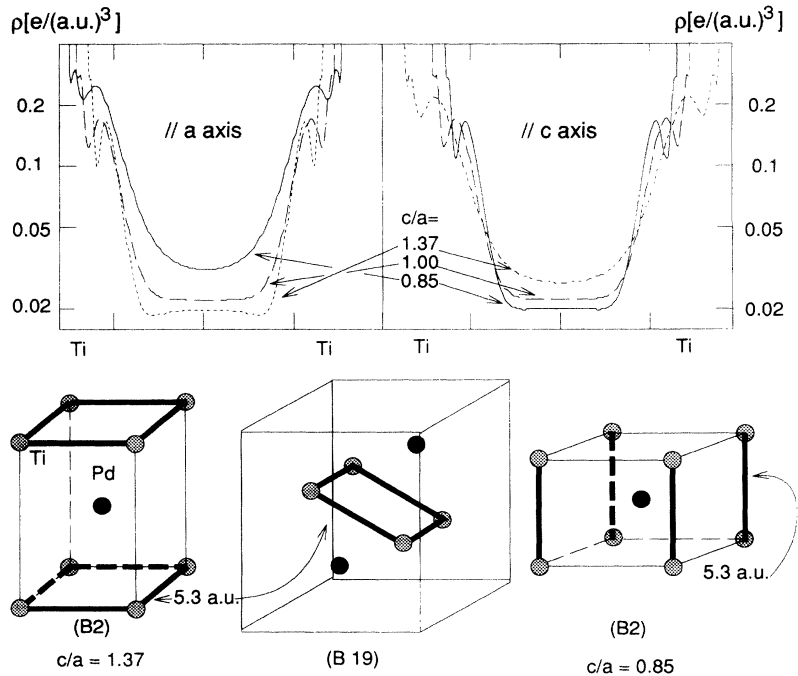 ρ[e/(a.u.)³] ρ[e/(a.u.)³]
0.2 // a axis // c axis 0.2
0.1 0.1
0.05 c/a= 0.05
1.37
1.00
0.85
0.02 0.02
Ti Ti Ti Ti
Ti
Pd
5.3 a.u. 5.3 a.u.
(B2) (B 19) (B2)
c/a = 1.37 c/a = 0.85